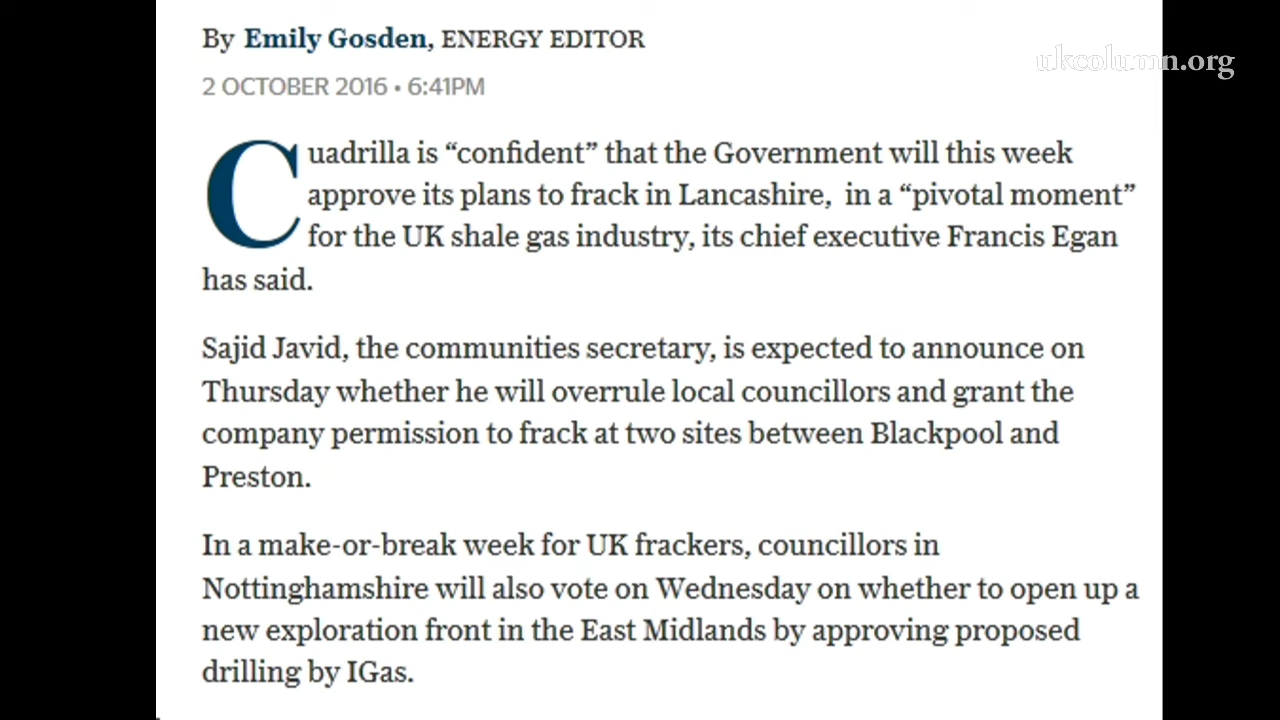 By Emily Gosden, ENERGY EDITOR
ukcolumn.org
2 OCTOBER 2016 • 6:41PM
Cuadrilla is “confident” that the Government will this week
approve its plans to frack in Lancashire, in a “pivotal moment”
for the UK shale gas industry, its chief executive Francis Egan
has said.
Sajid Javid, the communities secretary, is expected to announce on
Thursday whether he will overrule local councillors and grant the
company permission to frack at two sites between Blackpool and
Preston.
In a make-or-break week for UK frackers, councillors in
Nottinghamshire will also vote on Wednesday on whether to open up a
new exploration front in the East Midlands by approving proposed
drilling by IGas.